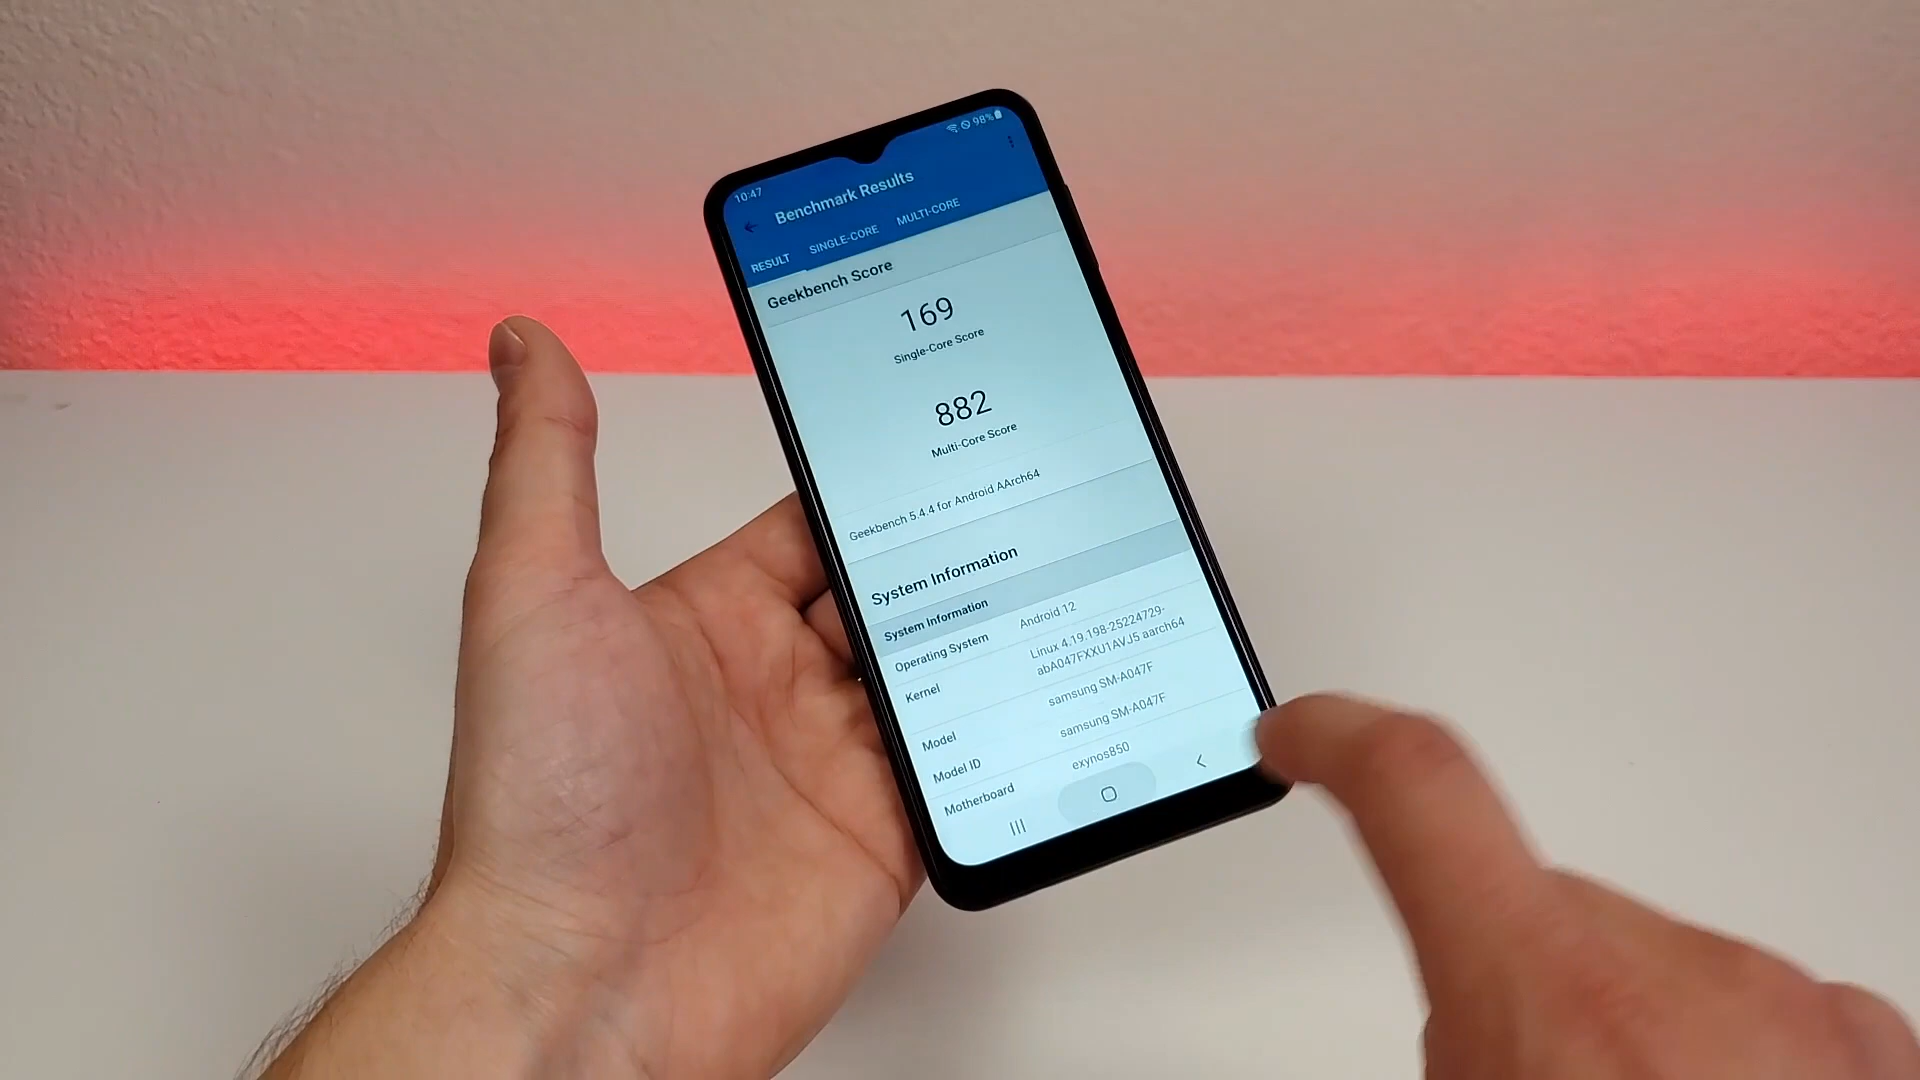 10:47
98%
Benchmark Results
RESULT SINGLE-CORE MULTI-CORE
Geekbench Score
169
Single-Core Score
882
Multi-Core Score
Geekbench 5.4.4 for Android AArch64
System Information
System Information
Operating System Android 12
Kernel Linux 4.19.198-25224729-
abA047FXXU1AVJ5 aarch64
Model samsung SM-A047F
Model ID samsung SM-A047F
Motherboard exynos850